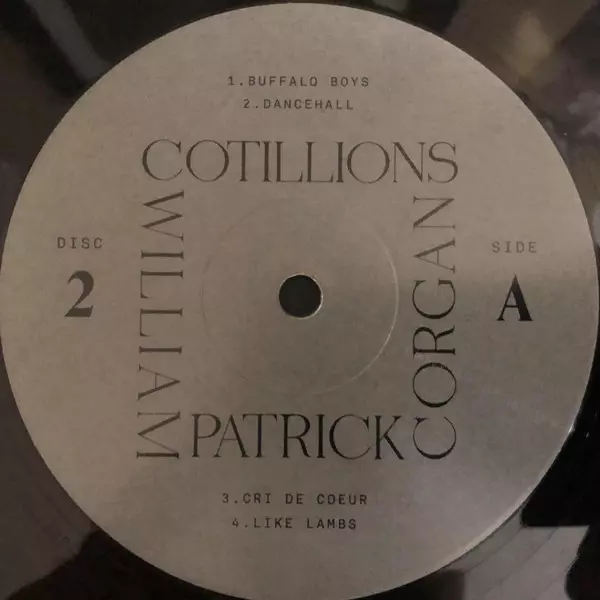 1.BUFFALO BOYS
2.DANCEHALL
COTILLIONS
WILLIAM
PATRICK
CORGAN
DISC
2
SIDE
A
3.CRI DE COEUR
4.LIKE LAMBS